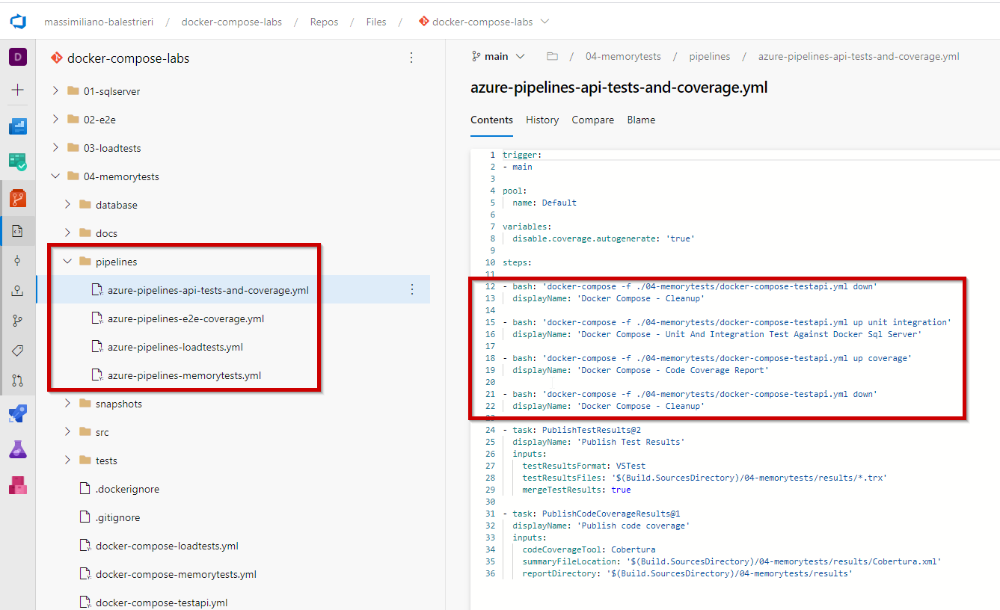 massimiliano-balestrieri / docker-compose-labs / Repos / Files / docker-compose-labs
D
docker-compose-labs
01-sqlserver
02-e2e
03-loadtests
04-memorytests
database
docs
pipelines
azure-pipelines-api-tests-and-coverage.yml
azure-pipelines-e2e-coverage.yml
azure-pipelines-loadtests.yml
azure-pipelines-memorytests.yml
snapshots
src
tests
.dockerignore
.gitignore
docker-compose-loadtests.yml
docker-compose-memorytests.yml
docker-compose-testapi.yml
main / 04-memorytests / pipelines / azure-pipelines-api-tests-and-coverage.yml
azure-pipelines-api-tests-and-coverage.yml
Contents History Compare Blame
1 trigger:
2 - main
3
4 pool:
5 name: Default
6
7 variables:
8 disable.coverage.autogenerate: 'true'
9
10 steps:
11
12 - bash: 'docker-compose -f ./04-memorytests/docker-compose-testapi.yml down'
13 displayName: 'Docker Compose - Cleanup'
14
15 - bash: 'docker-compose -f ./04-memorytests/docker-compose-testapi.yml up unit integration'
16 displayName: 'Docker Compose - Unit And Integration Test Against Docker Sql Server'
17
18 - bash: 'docker-compose -f ./04-memorytests/docker-compose-testapi.yml up coverage'
19 displayName: 'Docker Compose - Code Coverage Report'
20
21 - bash: 'docker-compose -f ./04-memorytests/docker-compose-testapi.yml down'
22 displayName: 'Docker Compose - Cleanup'
23
24 - task: PublishTestResults@2
25 displayName: 'Publish Test Results'
26 inputs:
27 testResultsFormat: VSTest
28 testResultsFiles: '$(Build.SourcesDirectory)/04-memorytests/results/*.trx'
29 mergeTestResults: true
30
31 - task: PublishCodeCoverageResults@1
32 displayName: 'Publish code coverage'
33 inputs:
34 codeCoverageTool: Cobertura
35 summaryFileLocation: '$(Build.SourcesDirectory)/04-memorytests/results/Cobertura.xml'
36 reportDirectory: '$(Build.SourcesDirectory)/04-memorytests/results'